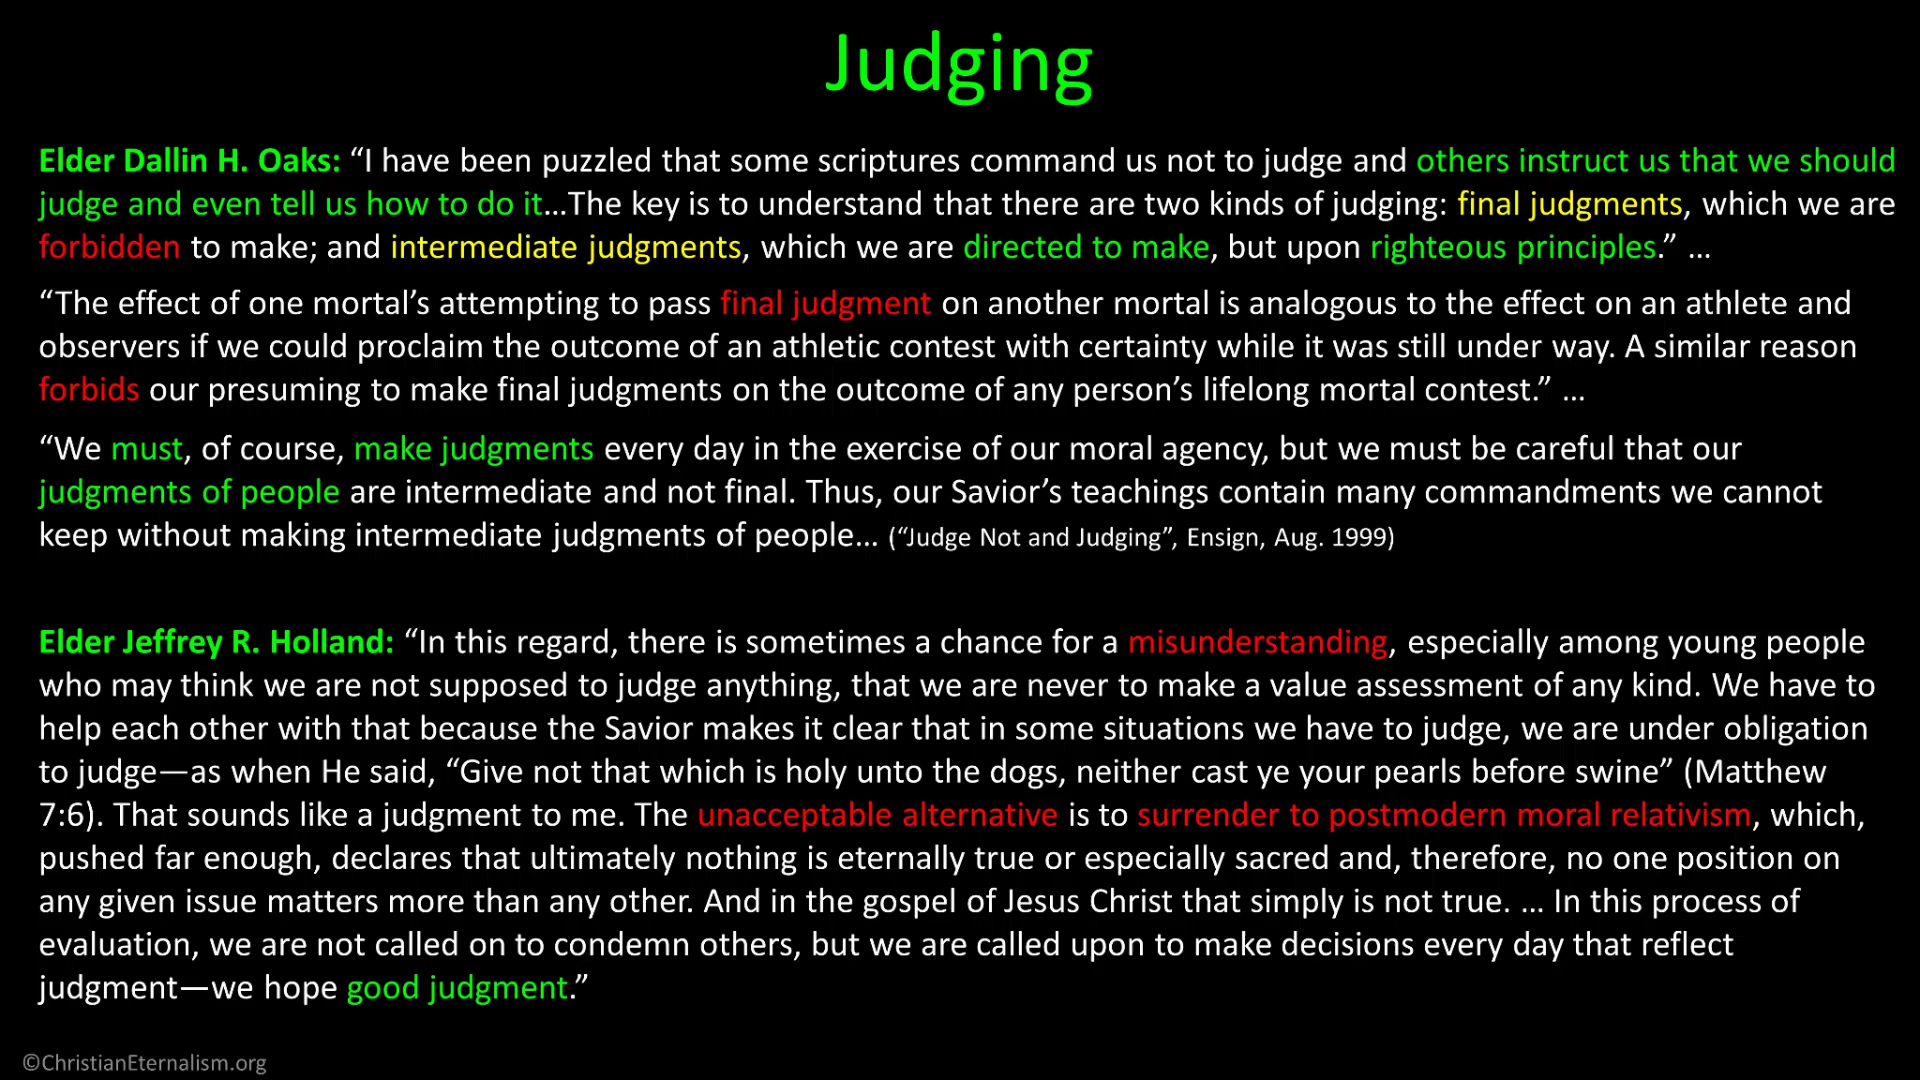 Judging
Elder Dallin H. Oaks: “I have been puzzled that some scriptures command us not to judge and others instruct us that we should
judge and even tell us how to do it…The key is to understand that there are two kinds of judging: final judgments, which we are
forbidden to make; and intermediate judgments, which we are directed to make, but upon righteous principles.” …
“The effect of one mortal’s attempting to pass final judgment on another mortal is analogous to the effect on an athlete and
observers if we could proclaim the outcome of an athletic contest with certainty while it was still under way. A similar reason
forbids our presuming to make final judgments on the outcome of any person’s lifelong mortal contest.” …
“We must, of course, make judgments every day in the exercise of our moral agency, but we must be careful that our
judgments of people are intermediate and not final. Thus, our Savior’s teachings contain many commandments we cannot
keep without making intermediate judgments of people… (“Judge Not and Judging”, Ensign, Aug. 1999)
Elder Jeffrey R. Holland: “In this regard, there is sometimes a chance for a misunderstanding, especially among young people
who may think we are not supposed to judge anything, that we are never to make a value assessment of any kind. We have to
help each other with that because the Savior makes it clear that in some situations we have to judge, we are under obligation
to judge—as when He said, “Give not that which is holy unto the dogs, neither cast ye your pearls before swine” (Matthew
7:6). That sounds like a judgment to me. The unacceptable alternative is to surrender to postmodern moral relativism, which,
pushed far enough, declares that ultimately nothing is eternally true or especially sacred and, therefore, no one position on
any given issue matters more than any other. And in the gospel of Jesus Christ that simply is not true. … In this process of
evaluation, we are not called on to condemn others, but we are called upon to make decisions every day that reflect
judgment—we hope good judgment.”
©ChristianEternalism.org